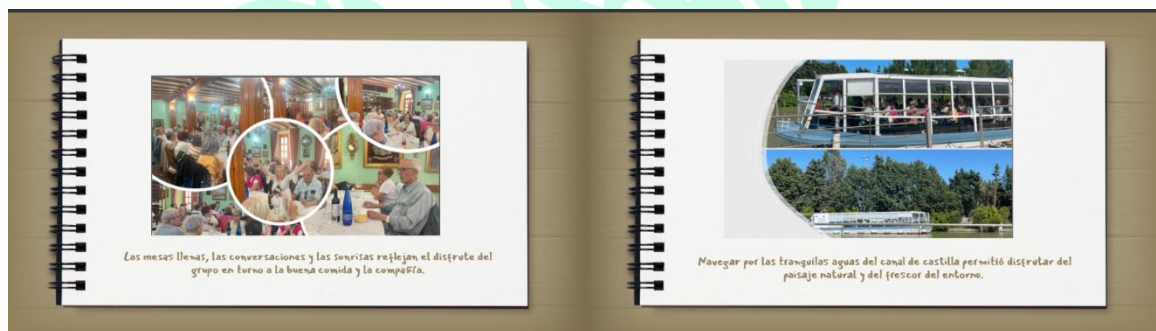 Las mesas llenas, las conversaciones y las sonrisas reflejan el disfrute del
grupo en torno a la buena comida y la compañía.
Navegar por las tranquilas aguas del canal de castilla permitió disfrutar del
paisaje natural y del frescor del entorno.